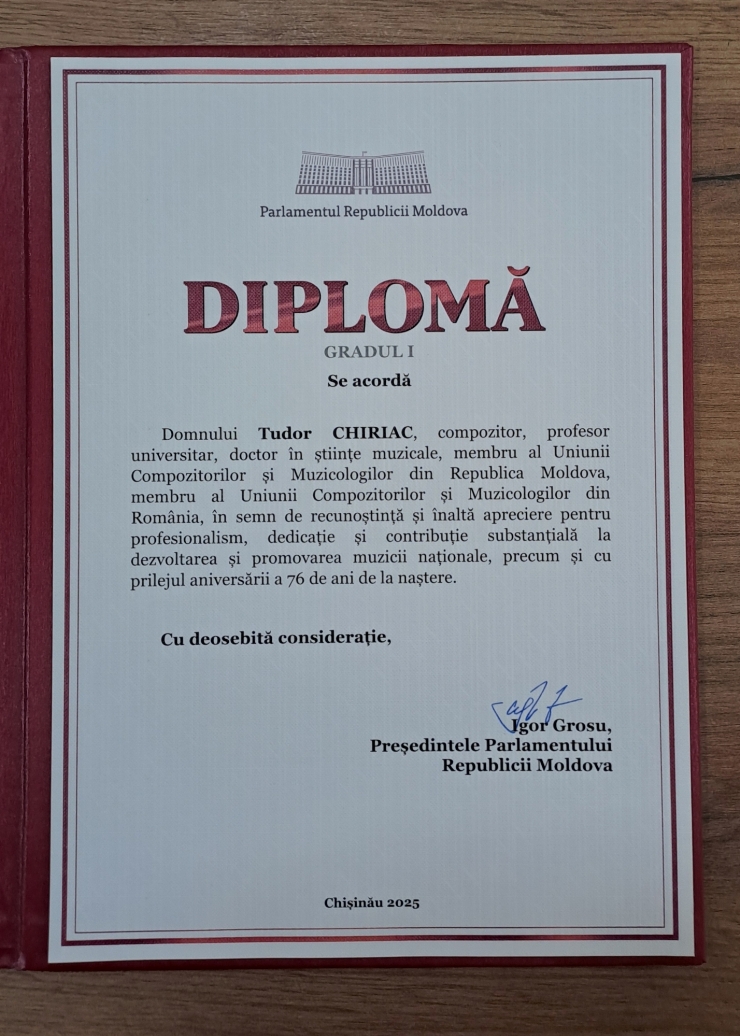 Parlamentul Republicii Moldova
DIPLOMĂ
GRADUL I
Se acordă
Domnului Tudor CHIRIAC, compozitor, profesor
universitar, doctor în științe muzicale, membru al Uniunii
Compozitorilor și Muzicologilor din Republica Moldova,
membru al Uniunii Compozitorilor și Muzicologilor din
România, în semn de recunoștință și înaltă apreciere pentru
profesionalism, dedicație și contribuție substanțială la
dezvoltarea și promovarea muzicii naționale, precum și cu
prilejul aniversării a 76 de ani de la naștere.
Cu deosebită considerație,
Igor Grosu,
Președintele Parlamentului
Republicii Moldova
Chișinău 2025